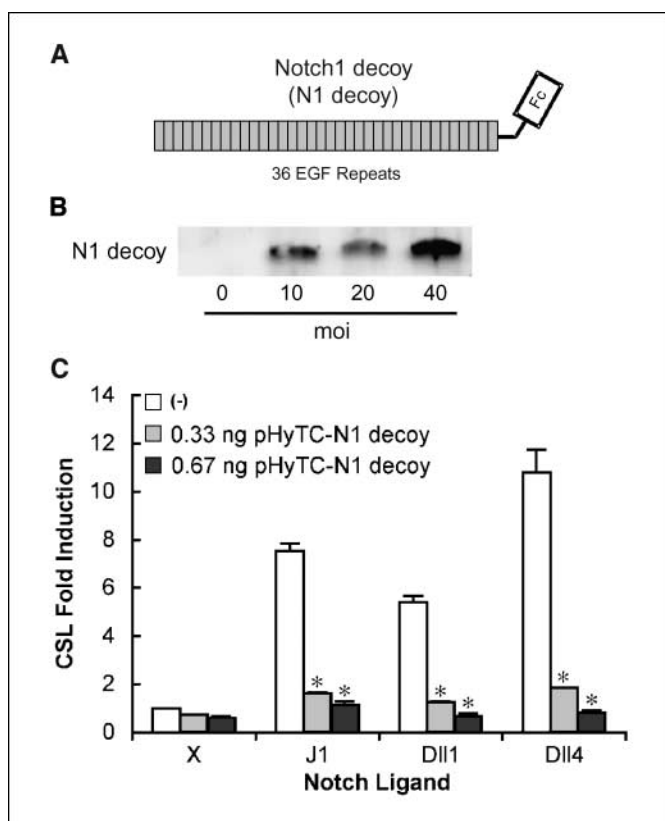 A
Notch1 decoy
(N1 decoy)
Fc
36 EGF Repeats
B
N1 decoy
0 10 20 40
moi
C
CSL Fold Induction
14
12
10
8
6
4
2
0
(-)
0.33 ng pHyTC-N1 decoy
0.67 ng pHyTC-N1 decoy
* * * * * *
X J1 Dll1 Dll4
Notch Ligand